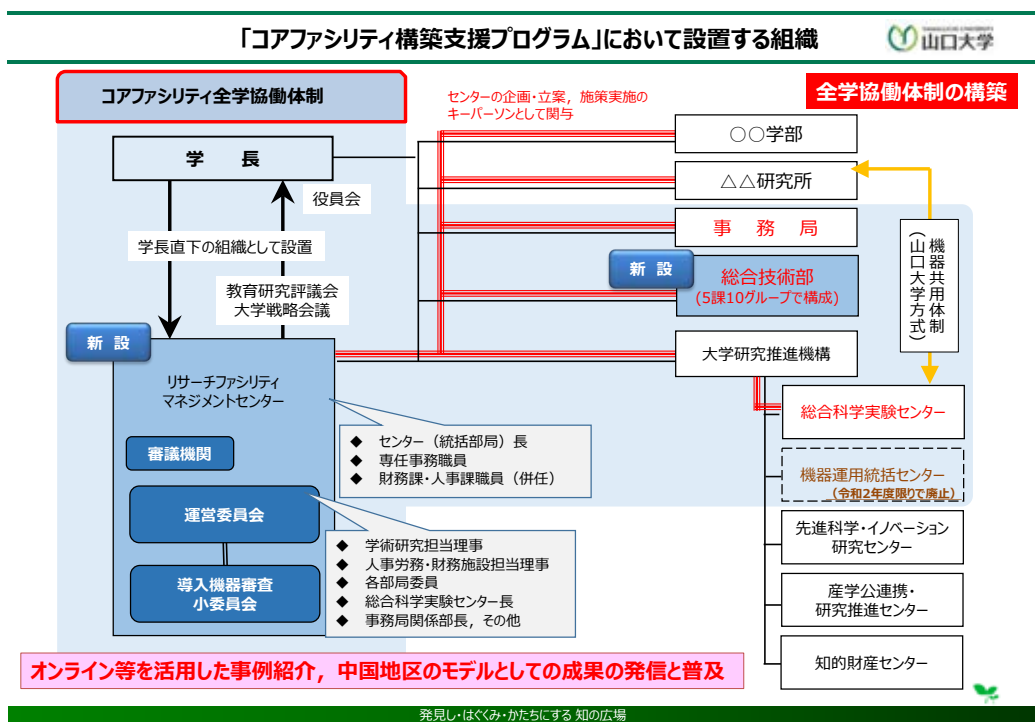 「コアファシリティ構築支援プログラム」において設置する組織
山口大学
コアファシリティ全学協働体制
センターの企画・立案，施策実施の
キーパーソンとして関与
全学協働体制の構築
学　長
役員会
学長直下の組織として設置
教育研究評議会
大学戦略会議
新 設
リサーチファシリティ
マネジメントセンター
審議機関
運営委員会
導入機器審査
小委員会
◆ センター（統括部局）長
◆ 専任事務職員
◆ 財務課・人事課職員（併任）
◆ 学術研究担当理事
◆ 人事労務・財務施設担当理事
◆ 各部局委員
◆ 総合科学実験センター長
◆ 事務局関係部長，その他
〇〇学部
△△研究所
事　務　局
新 設
総合技術部
(5課10グループで構成)
大学研究推進機構
機器共用体制
（山口大学方式）
総合科学実験センター
機器運用統括センター
（令和2年度限りで廃止）
先進科学・イノベーション
研究センター
産学公連携・
研究推進センター
知的財産センター
オンライン等を活用した事例紹介，中国地区のモデルとしての成果の発信と普及
発見し・はぐくみ・かたちにする 知の広場